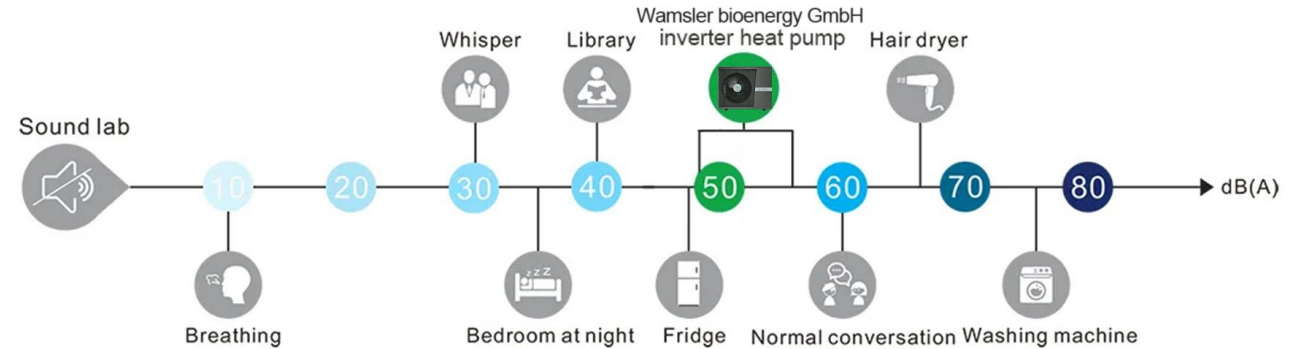 Wamsler bioenergy GmbH
inverter heat pump
Whisper
Library
Hair dryer
Sound lab
10
20
30
40
50
60
70
80
dB(A)
zzZ
Breathing
Bedroom at night
Fridge
Normal conversation
Washing machine